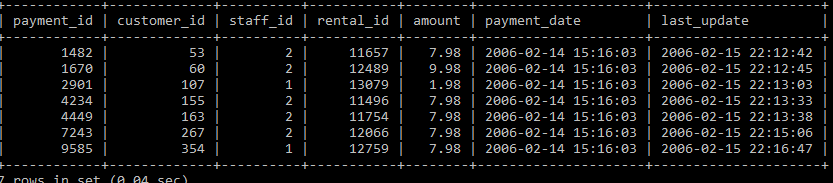 | payment_id | customer_id | staff_id | rental_id | amount | payment_date | last_update |
| 1482 | 53 | 2 | 11657 | 7.98 | 2006-02-14 15:16:03 | 2006-02-15 22:12:42 |
| 1670 | 60 | 2 | 12489 | 9.98 | 2006-02-14 15:16:03 | 2006-02-15 22:12:45 |
| 2901 | 107 | 1 | 13079 | 1.98 | 2006-02-14 15:16:03 | 2006-02-15 22:13:03 |
| 4234 | 155 | 2 | 11496 | 7.98 | 2006-02-14 15:16:03 | 2006-02-15 22:13:33 |
| 4449 | 163 | 2 | 11754 | 7.98 | 2006-02-14 15:16:03 | 2006-02-15 22:13:38 |
| 7243 | 267 | 2 | 12066 | 7.98 | 2006-02-14 15:16:03 | 2006-02-15 22:15:06 |
| 9585 | 354 | 1 | 12759 | 7.98 | 2006-02-14 15:16:03 | 2006-02-15 22:16:47 |
7 rows in set (0.04 sec)